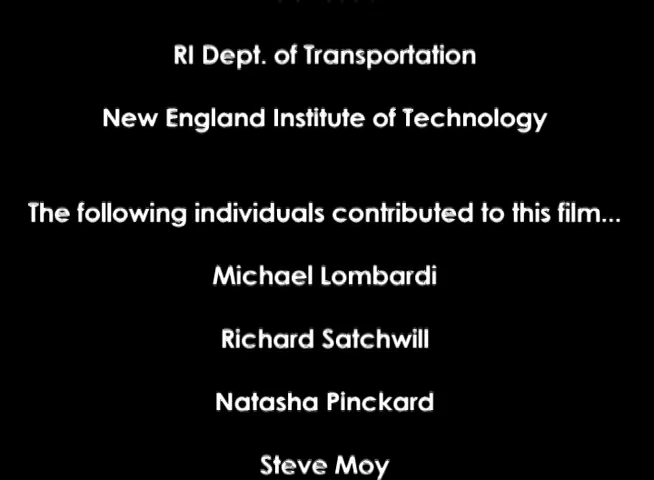 RI Dept. of Transportation
New England Institute of Technology
The following individuals contributed to this film...
Michael Lombardi
Richard Satchwill
Natasha Pinckard
Steve Moy